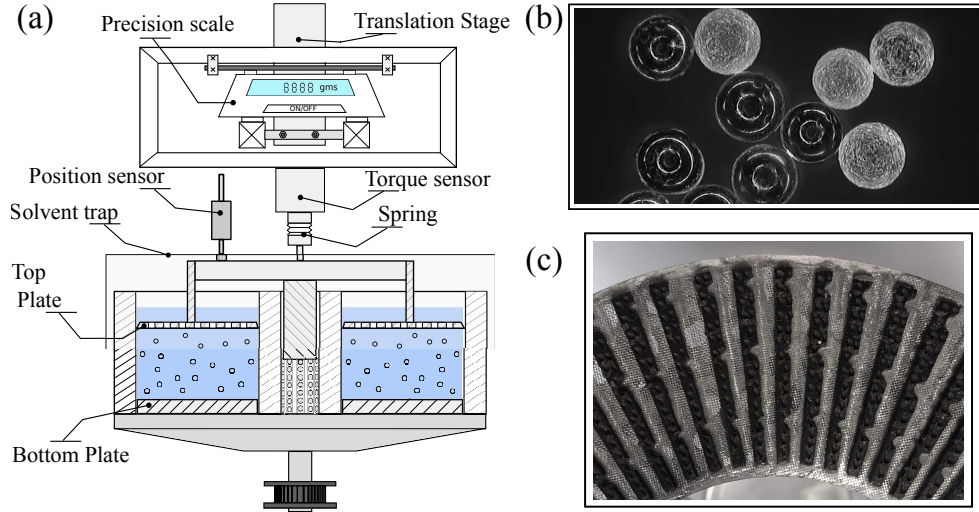 (a)
Precision scale
Translation Stage
8888 gms
ON/OFF
Position sensor
Torque sensor
Solvent trap
Spring
Top
Plate
Bottom Plate
(b)
(c)